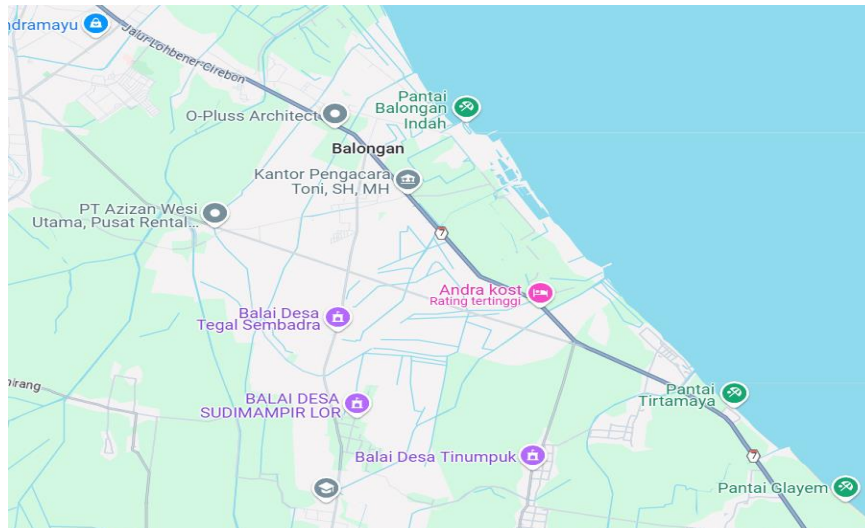 ndramayu
Jalur Lohbener-Cirebon
Pantai
Balongan
Indah
O-Pluss Architect
Balongan
Kantor Pengacara
Toni, SH, MH
PT Azizan Wesi
Utama, Pusat Rental...
7
Andra kost
Rating tertinggi
Balai Desa
Tegal Sembadra
nirang
Pantai
Tirtamaya
BALAI DESA
SUDIMAMPIR LOR
Balai Desa Tinumpuk
7
Pantai Glayem